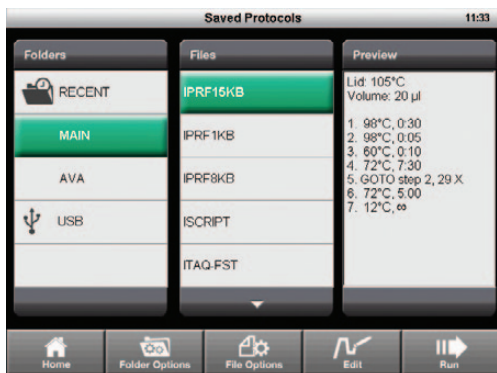 Saved Protocols
11:33
Folders
RECENT
MAIN
AVA
USB
Files
IPRF15KB
IPRF1KB
IPRF8KB
ISCRIPT
ITAQ-FST
Preview
Lid: 105°C
Volume: 20 µl
1. 98°C, 0:30
2. 98°C, 0:05
3. 60°C, 0:10
4. 72°C, 7:30
5. GOTO step 2, 29 X
6. 72°C, 5:00
7. 12°C, ∞
Home
Folder Options
File Options
Edit
Run